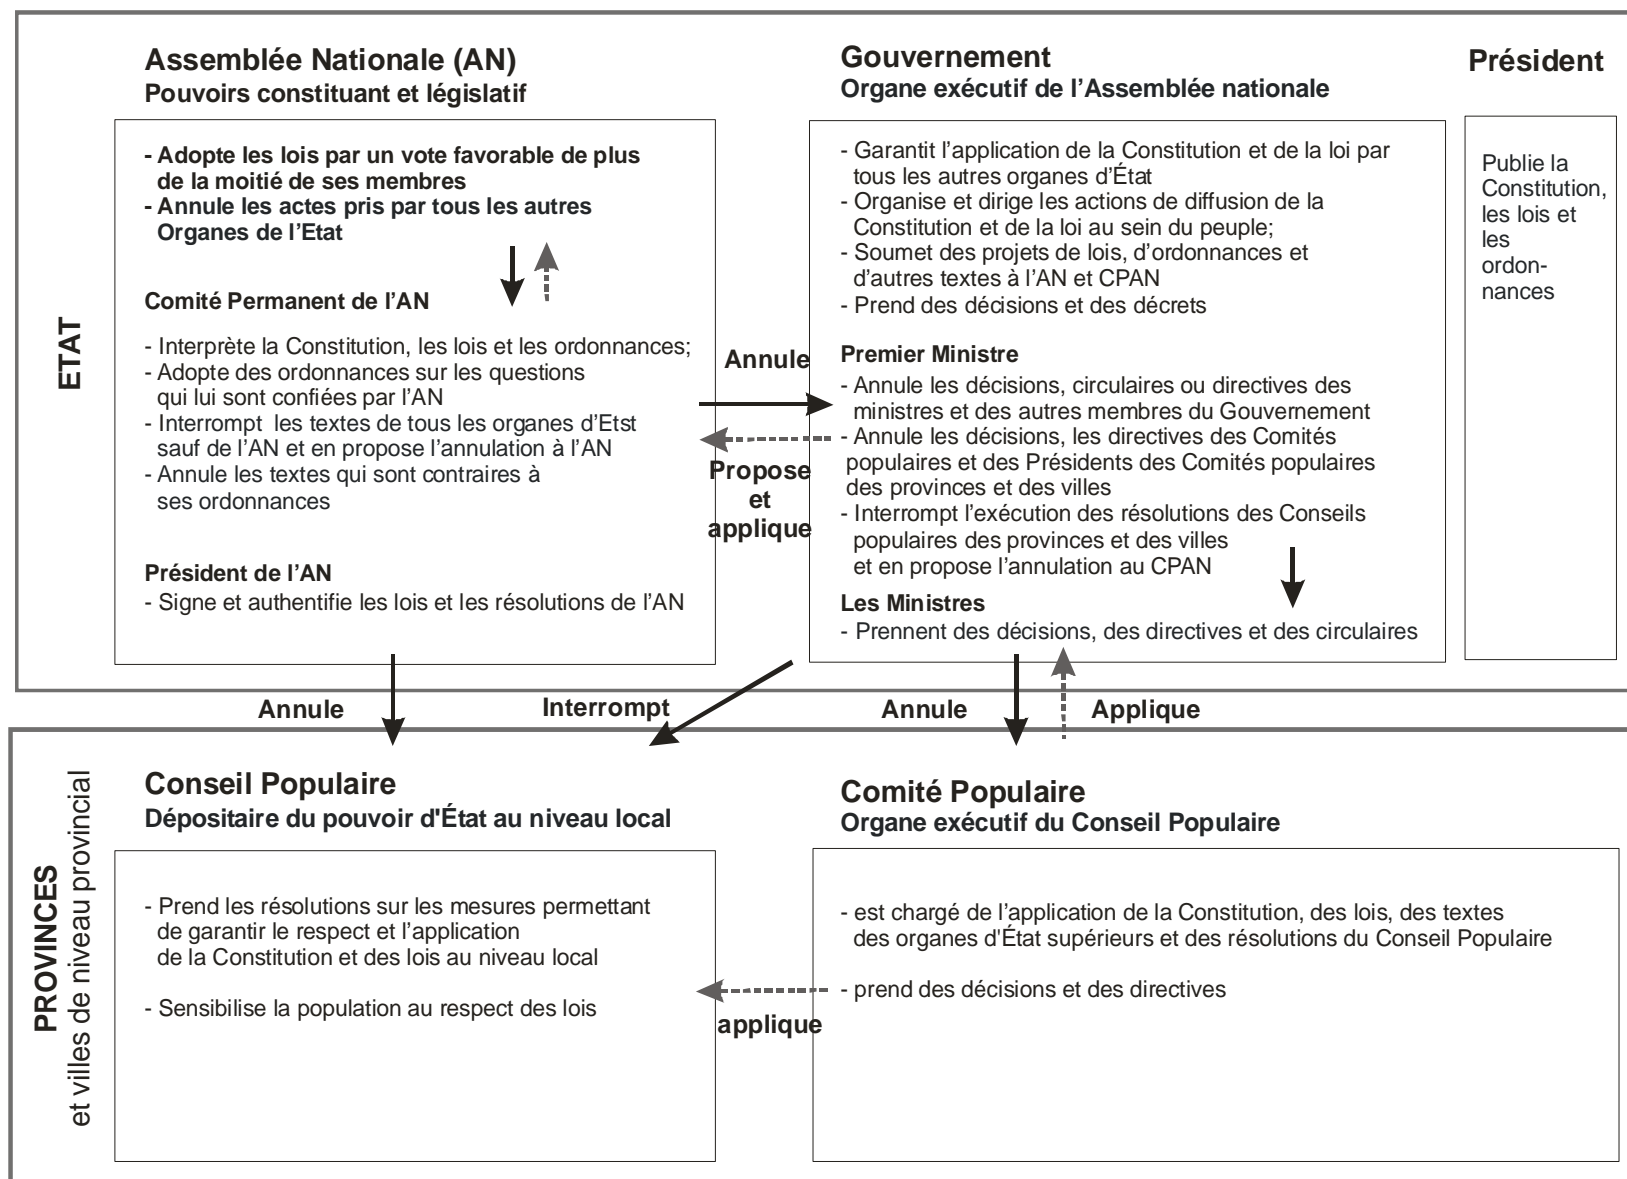 ETAT
Assemblée Nationale (AN)
Pouvoirs constituant et législatif
- Adopte les lois par un vote favorable de plus
de la moitié de ses membres
- Annule les actes pris par tous les autres
Organes de l’Etat
Comité Permanent de l’AN
- Interprète la Constitution, les lois et les ordonnances;
- Adopte des ordonnances sur les questions
qui lui sont confiées par l’AN
- Interrompt les textes de tous les organes d’Etst
sauf de l’AN et en propose l’annulation à l’AN
- Annule les textes qui sont contraires à
ses ordonnances
Président de l’AN
- Signe et authentifie les lois et les résolutions de l’AN
Annule
Propose
et
applique
Gouvernement
Organe exécutif de l’Assemblée nationale
- Garantit l’application de la Constitution et de la loi par
tous les autres organes d’État
- Organise et dirige les actions de diffusion de la
Constitution et de la loi au sein du peuple;
- Soumet des projets de lois, d’ordonnances et
d’autres textes à l’AN et CPAN
- Prend des décisions et des décrets
Premier Ministre
- Annule les décisions, circulaires ou directives des
ministres et des autres membres du Gouvernement
- Annule les décisions, les directives des Comités
populaires et des Présidents des Comités populaires
des provinces et des villes
- Interrompt l’exécution des résolutions des Conseils
populaires des provinces et des villes
et en propose l’annulation au CPAN
Les Ministres
- Prennent des décisions, des directives et des circulaires
Président
Publie la
Constitution,
les lois et
les
ordon-
nances
Annule
Interrompt
Annule
Applique
PROVINCES
et villes de niveau provincial
Conseil Populaire
Dépositaire du pouvoir d'État au niveau local
- Prend les résolutions sur les mesures permettant
de garantir le respect et l’application
de la Constitution et des lois au niveau local
- Sensibilise la population au respect des lois
applique
Comité Populaire
Organe exécutif du Conseil Populaire
- est chargé de l’application de la Constitution, des lois, des textes
des organes d'État supérieurs et des résolutions du Conseil Populaire
- prend des décisions et des directives